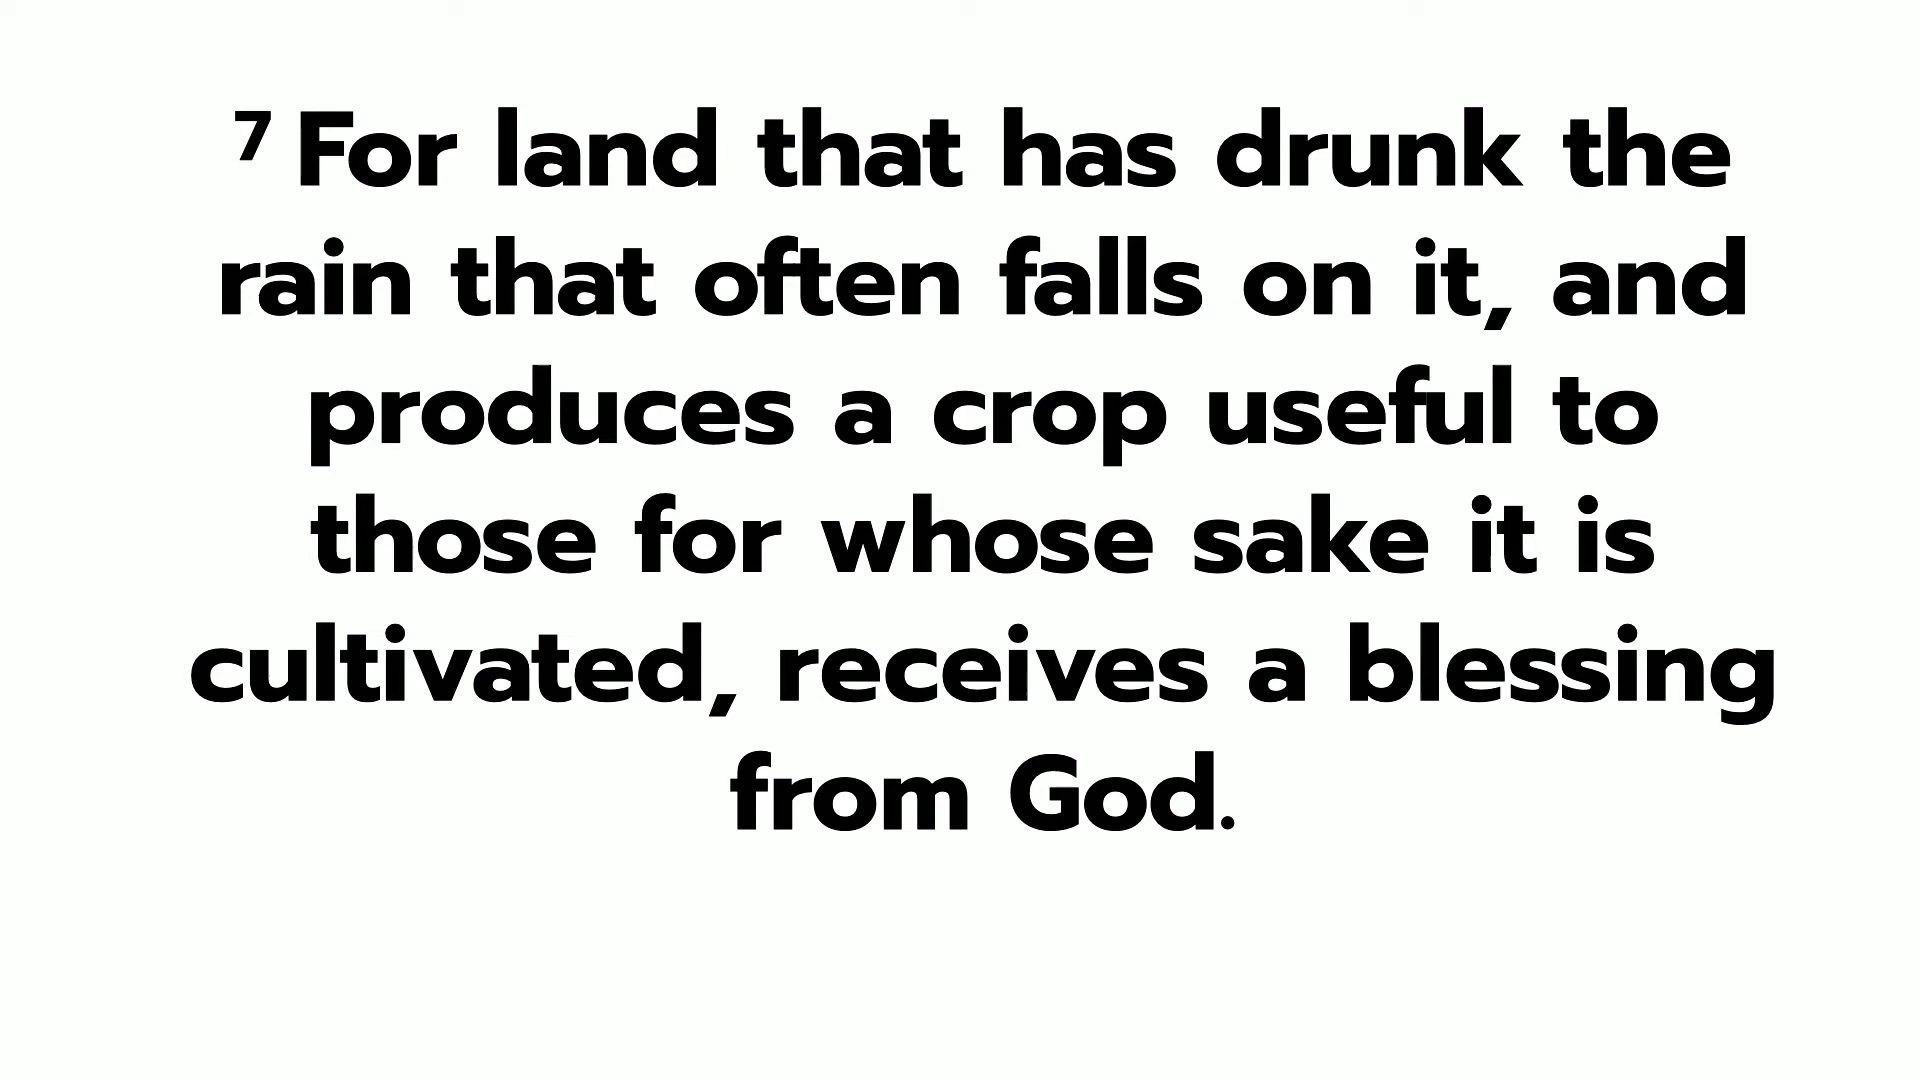 7 For land that has drunk the
rain that often falls on it, and
produces a crop useful to
those for whose sake it is
cultivated, receives a blessing
from God.